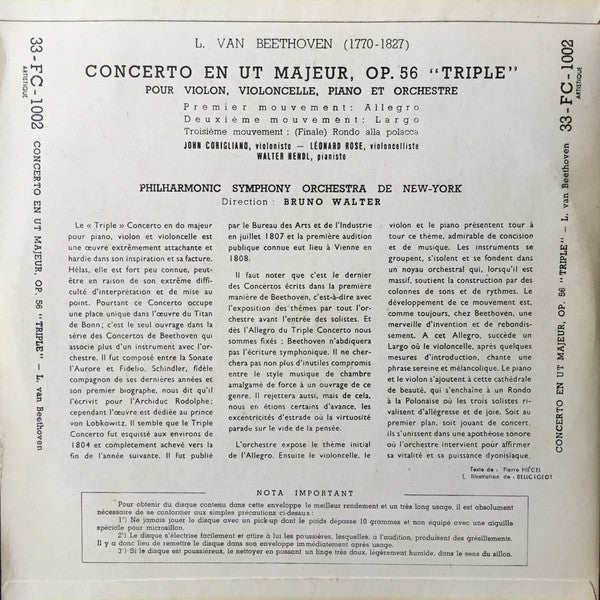 L. VAN BEETHOVEN (1770-1827)
CONCERTO EN UT MAJEUR, OP. 56 "TRIPLE"
POUR VIOLON, VIOLONCELLE, PIANO ET ORCHESTRE
Premier mouvement: Allegro
Deuxième mouvement: Largo
Troisième mouvement : (Finale) Rondo alla polacca
JOHN CORIGLIANO, violoniste — LÉONARD ROSE, violoncelliste
WALTER HENDL, pianiste
PHILHARMONIC SYMPHONY ORCHESTRA DE NEW-YORK
Direction : BRUNO WALTER
Le « Triple » Concerto en do majeur
pour piano, violon et violoncelle est
une œuvre extrêmement attachante et
hardie dans son inspiration et sa facture.
Hélas, elle est fort peu connue, peut-
être en raison de son extrême diffi-
culté d'interprétation et de mise au
point. Pourtant ce Concerto occupe
une place unique dans l'œuvre du Titan
de Bonn ; c'est le seul ouvrage dans la
série des Concertos de Beethoven qui
associe plus d'un instrument avec l'or-
chestre. Il fut composé entre la Sonate
l'Aurore et Fidelio. Schindler, fidèle
compagnon de ses dernières années et
son premier biographe, nous dit qu'il
l'écrivit pour l'Archiduc Rodolphe ;
cependant l'œuvre est dédiée au prince
von Lobkowitz. Il semble que le Triple
Concerto fut esquissé aux environs de
1804 et complètement achevé vers la
fin de l'année suivante. Il fut publié
par le Bureau des Arts et de l'Industrie
en juillet 1807 et la première audition
publique connue eut lieu à Vienne en
1808.
Il faut noter que c'est le dernier
des Concertos écrits dans la première
manière de Beethoven, c'est-à-dire avec
l'exposition des thèmes par tout l'or-
chestre avant l'entrée des solistes. Et
dès l'Allegro du Triple Concerto nous
sommes fixés : Beethoven n'abdiquera
pas l'écriture symphonique. Il ne cher-
chera pas non plus d'inutiles compromis
entre le style musique de chambre
amalgamé de force à un ouvrage de ce
genre. Il rejettera aussi, mais de cela,
nous en étions certains d'avance, les
excentricités d'estrade où la virtuosité
parade sur le vide de la pensée.
L'orchestre expose le thème initial
de l'Allegro. Ensuite le violoncelle, le
violon et le piano présentent tour à
tour ce thème, admirable de concision
et de musique. Les instruments se
groupent, s'isolent et se fondent dans
un noyau orchestral qui, lorsqu'il est
massif, soutient la construction par des
colonnes de sons et de rythmes. Le
développement de ce mouvement est,
comme toujours, chez Beethoven, une
merveille d'invention et de rebondis-
sement. A cet Allegro, succède un
Largo où le violoncelle, après quelques
mesures d'introduction, chante une
phrase sereine et mélancolique. Le piano
et le violon s'ajoutent à cette cathédrale
de beauté, qui s'enchaîne à un Rondo
à la Polonaise où les trois solistes ri-
valisent d'allégresse et de joie. Soit au
premier plan, soit jouant de concert,
ils s'unissent dans une apothéose sonore
où l'orchestre intervient pour affirmer
sa vitalité et sa puissance dyonisiaque.
Texte de : Pierre HIÉGEL
Illustration de : BELLIGEOT
NOTA IMPORTANT
Pour obtenir du disque contenu dans cette enveloppe le meilleur rendement et un très long usage, il est absolument
nécessaire de se conformer aux simples précautions ci-dessus :
1°) Ne jamais jouer le disque avec un pick-up dont le poids dépasse 10 grammes et non équipé avec une aiguille
spéciale pour microsillon.
2°) Le disque s'électrise facilement et attire à lui les poussières, lesquelles, à l'audition, produisent des grésillements.
Il y a donc lieu de remettre le disque dans son enveloppe immédiatement après usage.
3°) Si le disque est poussiéreux, le nettoyer en passant un linge très doux, légèrement humide, dans le sens du sillon.
33-FC-1002
ARTISTIQUE
CONCERTO EN UT MAJEUR, OP. 56 "TRIPLE" — L. van Beethoven
33-FC-1002
ARTISTIQUE
CONCERTO EN UT MAJEUR, OP. 56 "TRIPLE" — L. van Beethoven